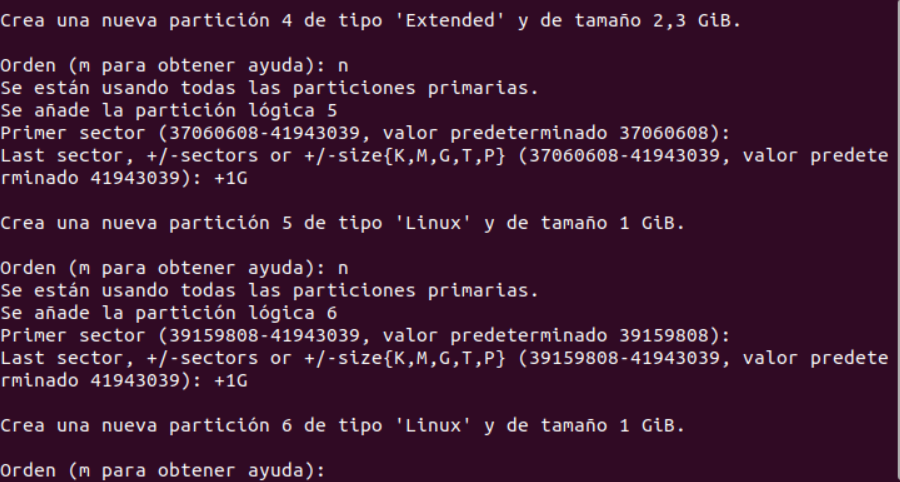 Crea una nueva partición 4 de tipo 'Extended' y de tamaño 2,3 GiB.
Orden (m para obtener ayuda): n
Se están usando todas las particiones primarias.
Se añade la partición lógica 5
Primer sector (37060608-41943039, valor predeterminado 37060608):
Last sector, +/-sectors or +/-size{K,M,G,T,P} (37060608-41943039, valor predete
rminado 41943039): +1G
Crea una nueva partición 5 de tipo 'Linux' y de tamaño 1 GiB.
Orden (m para obtener ayuda): n
Se están usando todas las particiones primarias.
Se añade la partición lógica 6
Primer sector (39159808-41943039, valor predeterminado 39159808):
Last sector, +/-sectors or +/-size{K,M,G,T,P} (39159808-41943039, valor predete
rminado 41943039): +1G
Crea una nueva partición 6 de tipo 'Linux' y de tamaño 1 GiB.
Orden (m para obtener ayuda):